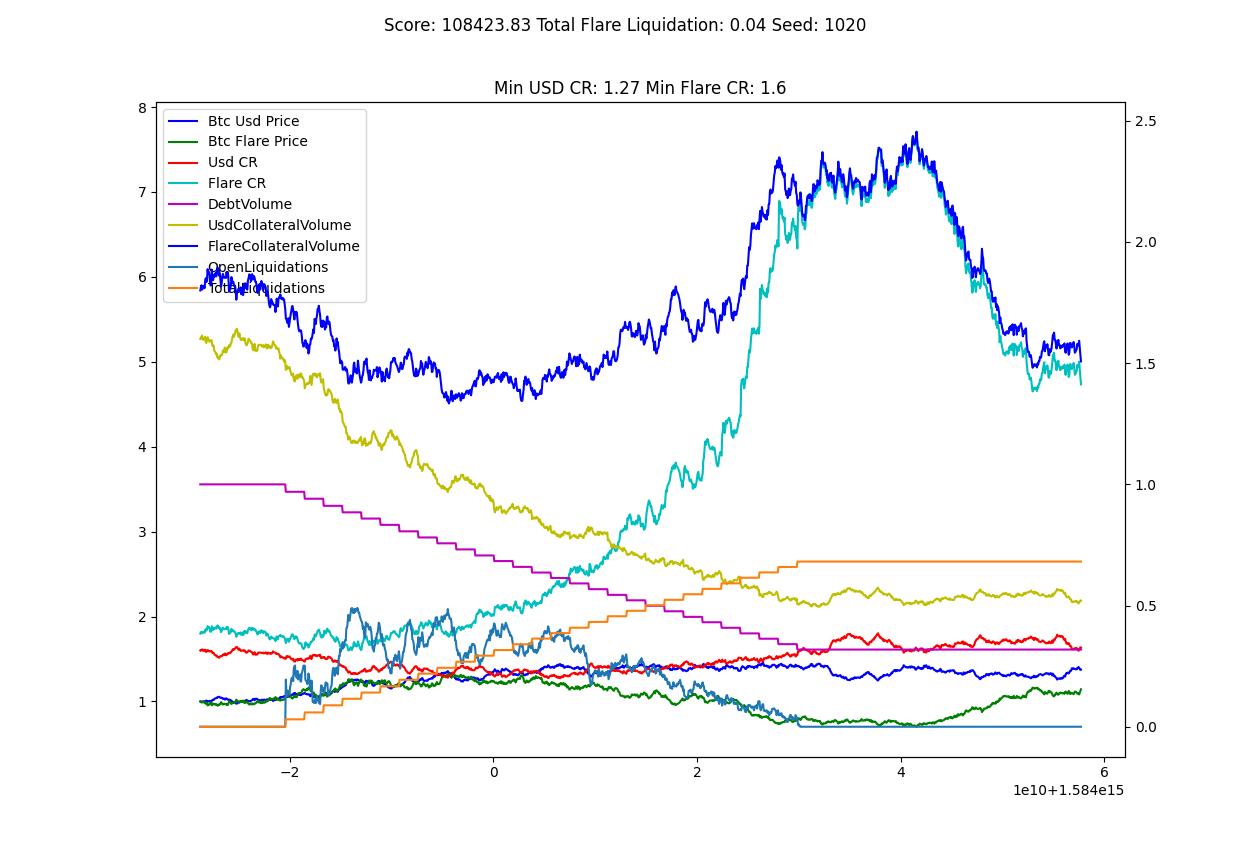 Score: 108423.83 Total Flare Liquidation: 0.04 Seed: 1020
Min USD CR: 1.27 Min Flare CR: 1.6
Btc Usd Price
Btc Flare Price
Usd CR
Flare CR
DebtVolume
UsdCollateralVolume
FlareCollateralVolume
OpenLiquidations
TotalLiquidations
8
7
6
5
4
3
2
1
2.5
2.0
1.5
1.0
0.5
0.0
−2
0
2
4
6
1e10+1.584e15